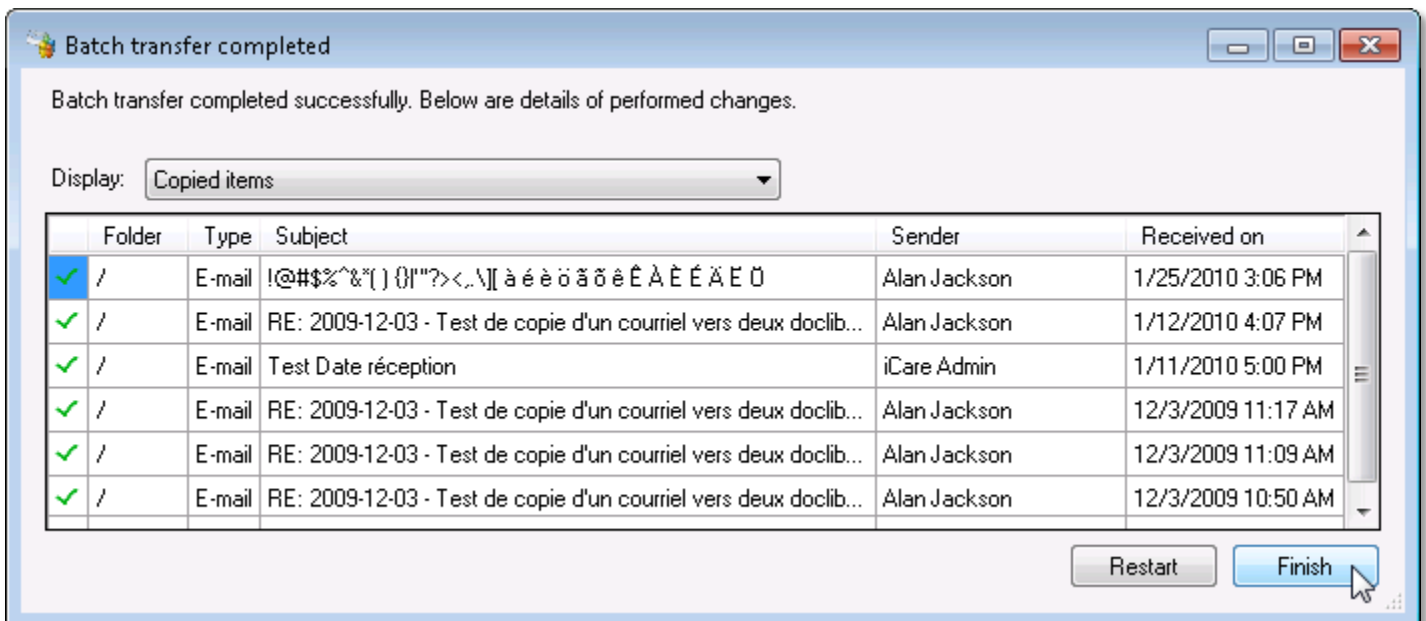 Batch transfer completed
Batch transfer completed successfully. Below are details of performed changes.
Display: Copied items
Folder Type Subject Sender Received on
/ E-mail !@#$%^&*( ) {}|'"?><,.\][ à é è ö ã õ ê Ê À È É Ä Ë Ü Alan Jackson 1/25/2010 3:06 PM
/ E-mail RE: 2009-12-03 - Test de copie d'un courriel vers deux doclib... Alan Jackson 1/12/2010 4:07 PM
/ E-mail Test Date réception iCare Admin 1/11/2010 5:00 PM
/ E-mail RE: 2009-12-03 - Test de copie d'un courriel vers deux doclib... Alan Jackson 12/3/2009 11:17 AM
/ E-mail RE: 2009-12-03 - Test de copie d'un courriel vers deux doclib... Alan Jackson 12/3/2009 11:09 AM
/ E-mail RE: 2009-12-03 - Test de copie d'un courriel vers deux doclib... Alan Jackson 12/3/2009 10:50 AM
Restart Finish